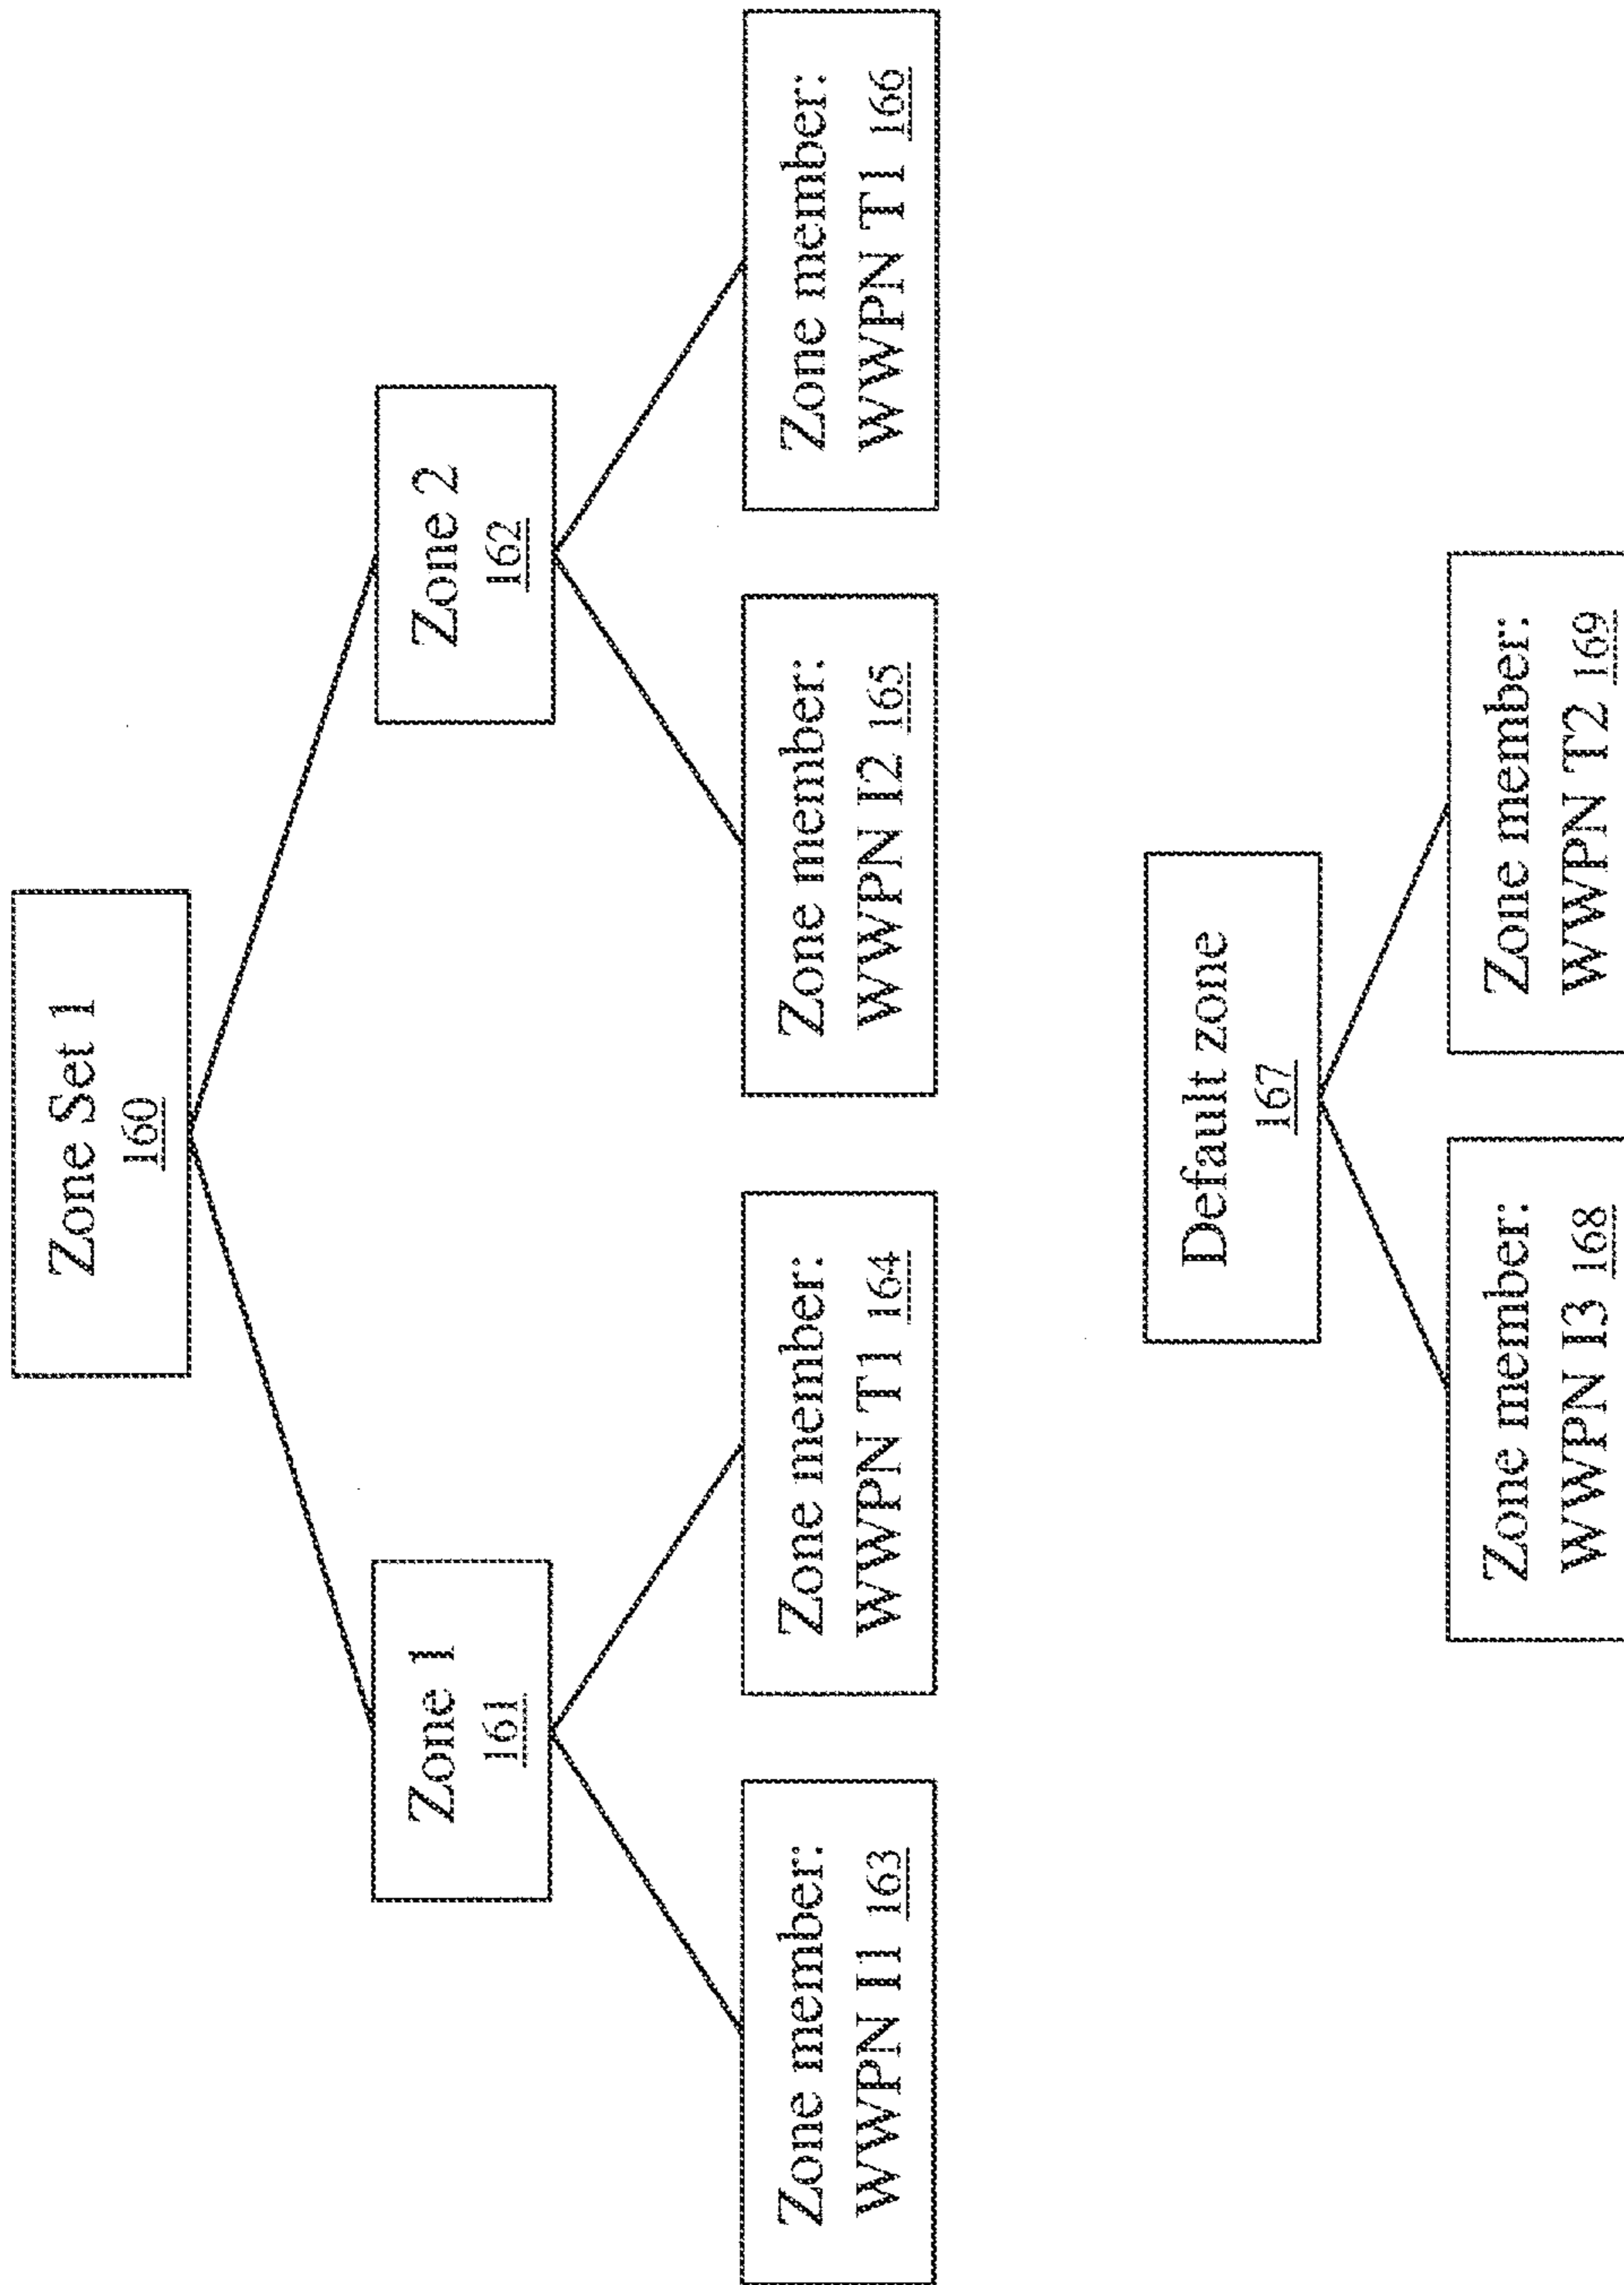 Zone Set 1
160
Zone 1
161
Zone 2
162
Zone member:
WWPN I1 163
Zone member:
WWPN T1 164
Zone member:
WWPN I2 165
Zone member:
WWPN T1 166
Default zone
167
Zone member:
WWPN I3 168
Zone member:
WWPN T2 169